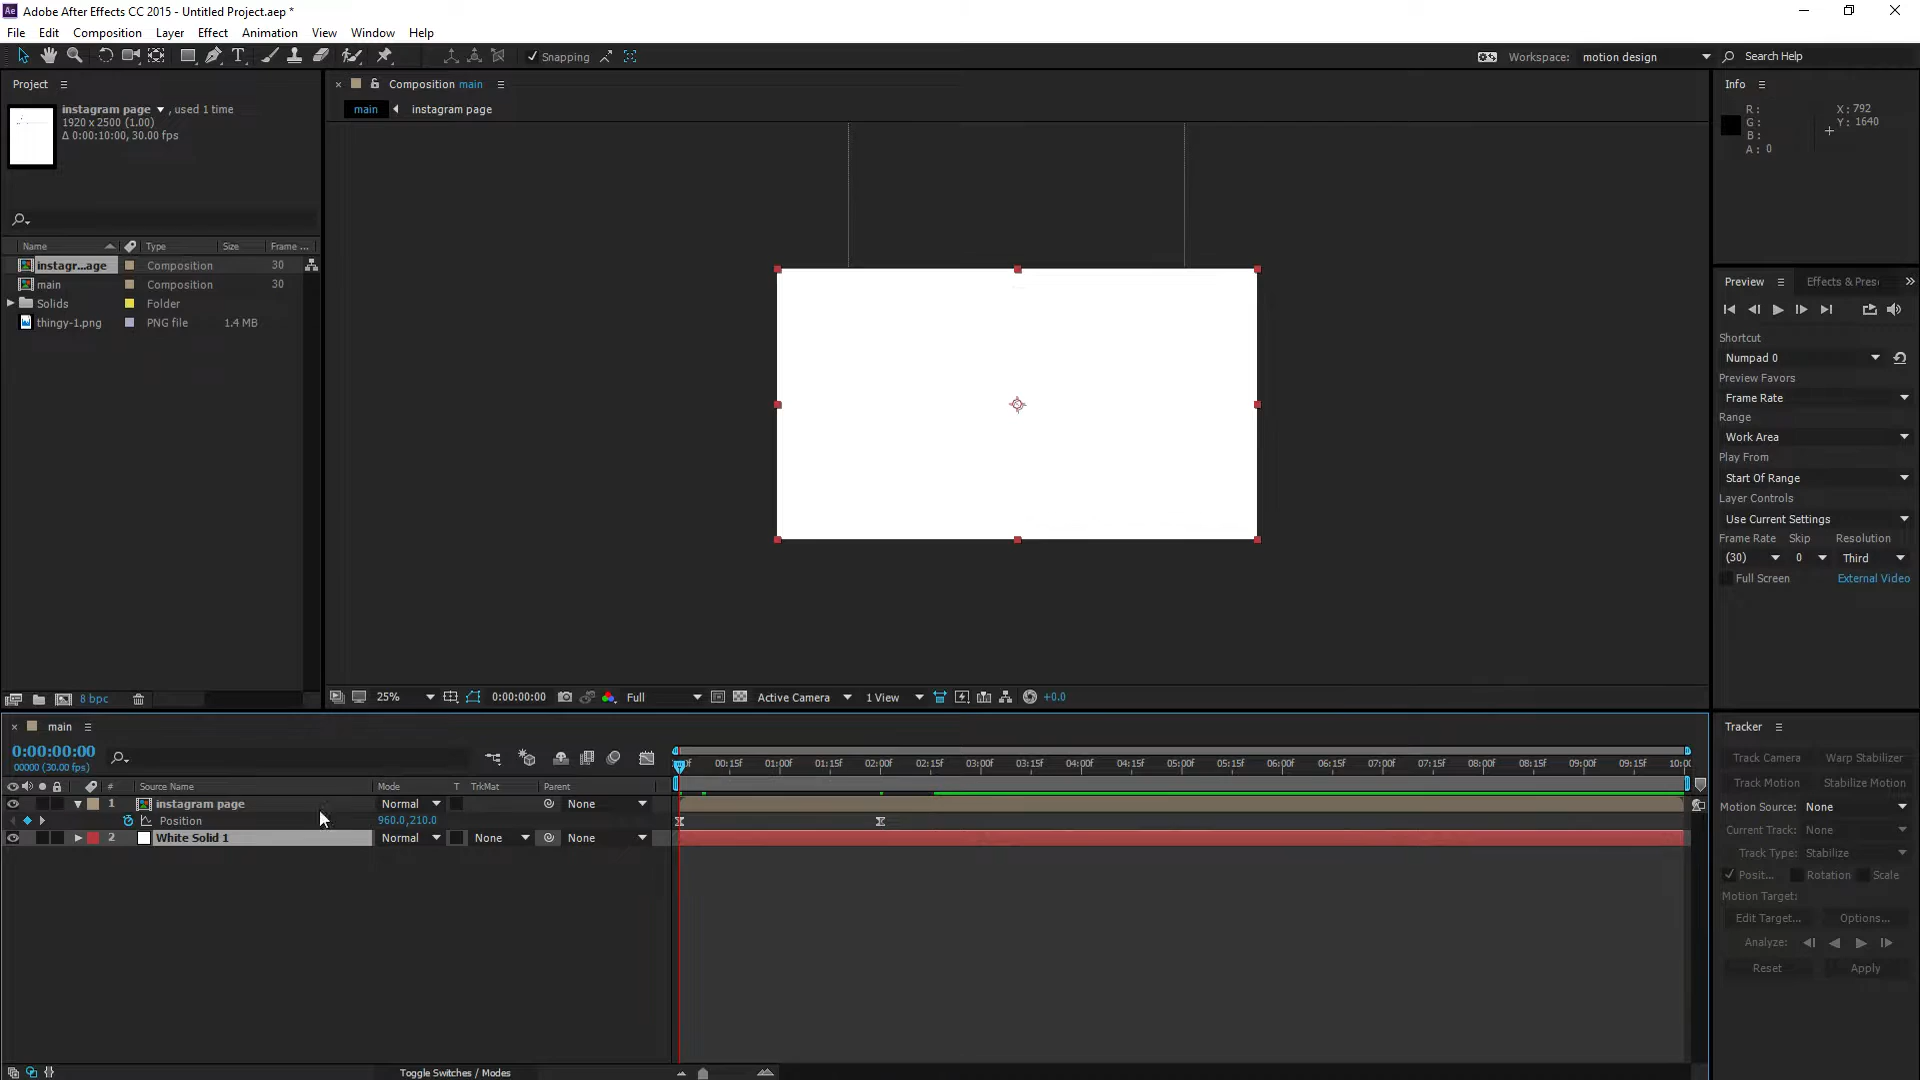 Adobe After Effects CC 2015 - Untitled Project.aep *
File Edit Composition Layer Effect Animation View Window Help
Snapping
Workspace: motion design
Search Help
Project
instagram page , used 1 time
1920 x 2500 (1.00)
Δ 0:00:10:00, 30.00 fps
Name Type Size Frame ...
instagr...age Composition 30
main Composition 30
Solids Folder
thingy-1.png PNG file 1.4 MB
8 bpc
Composition main
main instagram page
25% 0:00:00:00 Full Active Camera 1 View +0.0
Info
R :
G :
B :
A : 0
X : 792
Y : 1640
Preview Effects & Pres
Shortcut
Numpad 0
Preview Favors
Frame Rate
Range
Work Area
Play From
Start Of Range
Layer Controls
Use Current Settings
Frame Rate Skip Resolution
(30) 0 Third
Full Screen External Video
main
0:00:00:00
00000 (30.00 fps)
# Source Name Mode T TrkMat Parent
1 instagram page Normal None
Position 960.0,210.0
2 White Solid 1 Normal None None
00:15f 01:00f 01:15f 02:00f 02:15f 03:00f 03:15f 04:00f 04:15f 05:00f 05:15f 06:00f 06:15f 07:00f 07:15f 08:00f 08:15f 09:00f 09:15f
Toggle Switches / Modes
Tracker
Track Camera Warp Stabilizer
Track Motion Stabilize Motion
Motion Source: None
Current Track: None
Track Type: Stabilize
Posit... Rotation Scale
Motion Target:
Edit Target... Options...
Analyze:
Reset Apply